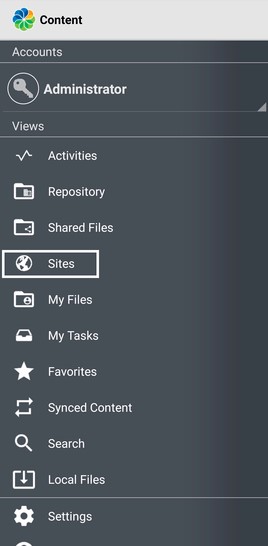 Content
Accounts
Administrator
Views
Activities
Repository
Shared Files
Sites
My Files
My Tasks
Favorites
Synced Content
Search
Local Files
Settings